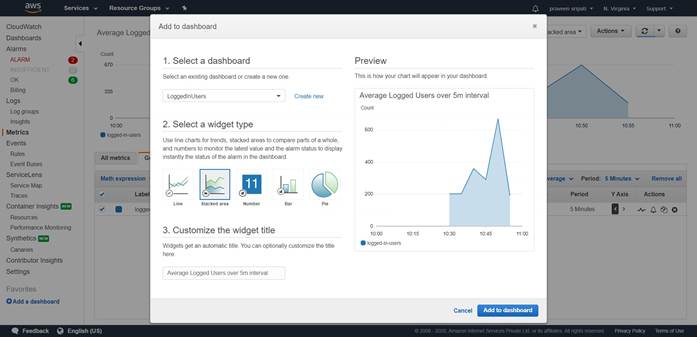 aws
Services
Resource Groups
praveen sripati
N. Virginia
Support
CloudWatch
Dashboards
Alarms
ALARM 2
INSUFFICIENT
OK 6
Billing
Logs
Log groups
Insights
Metrics
Events
Rules
Event Buses
ServiceLens
Service Map
Traces
Container Insights NEW
Resources
Performance Monitoring
Synthetics NEW
Canaries
Contributor Insights
Settings
Favorites
Add a dashboard
Average Logged
Count
670
335
10:30
logged-in-users
All metrics
Math expression
Label
logged
Add to dashboard
1. Select a dashboard
Select an existing dashboard or create a new one.
LoggedInUsers
Create new
2. Select a widget type
Use line charts for trends, stacked areas to compare parts of a whole,
and numbers to monitor the latest value and the alarm status to display
instantly the status of the alarm in the dashboard.
11
Line
Stacked area
Number
Bar
Pie
3. Customize the widget title
Widgets get an automatic title. You can optionally customize the title
here.
Average Logged Users over 5m interval
Preview
This is how your chart will appear in your dashboard.
Average Logged Users over 5m interval
Count
600
400
200
0
10:00
10:15
10:30
10:45
11:00
logged-in-users
Cancel
Add to dashboard
stacked area
Actions
10:50
10:55
11:00
Period: 5 Minutes
Remove all
Period
Y Axis
Actions
5 Minutes
Feedback
English (US)
© 2008 - 2020, Amazon Internet Services Private Ltd. or its affiliates. All rights reserved.
Privacy Policy
Terms of Use